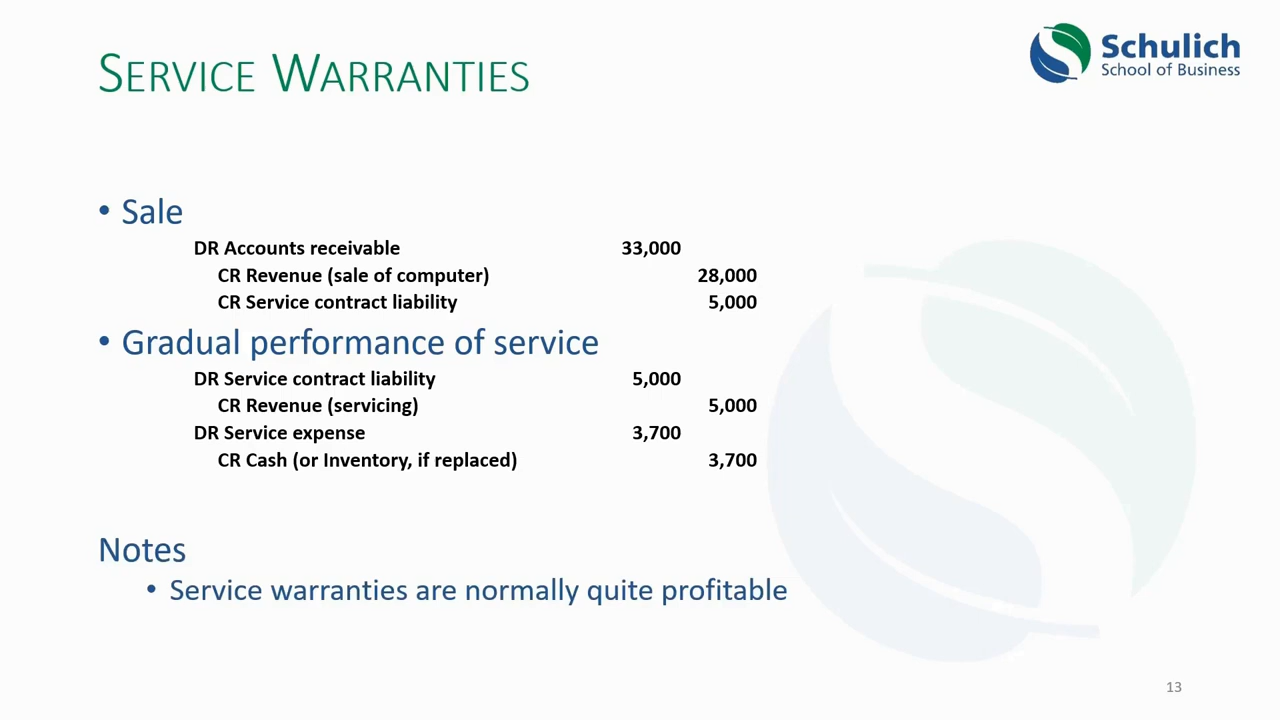 SERVICE WARRANTIES
Schulich
School of Business
• Sale
DR Accounts receivable 33,000
CR Revenue (sale of computer) 28,000
CR Service contract liability 5,000
• Gradual performance of service
DR Service contract liability 5,000
CR Revenue (servicing) 5,000
DR Service expense 3,700
CR Cash (or Inventory, if replaced) 3,700
Notes
• Service warranties are normally quite profitable
13